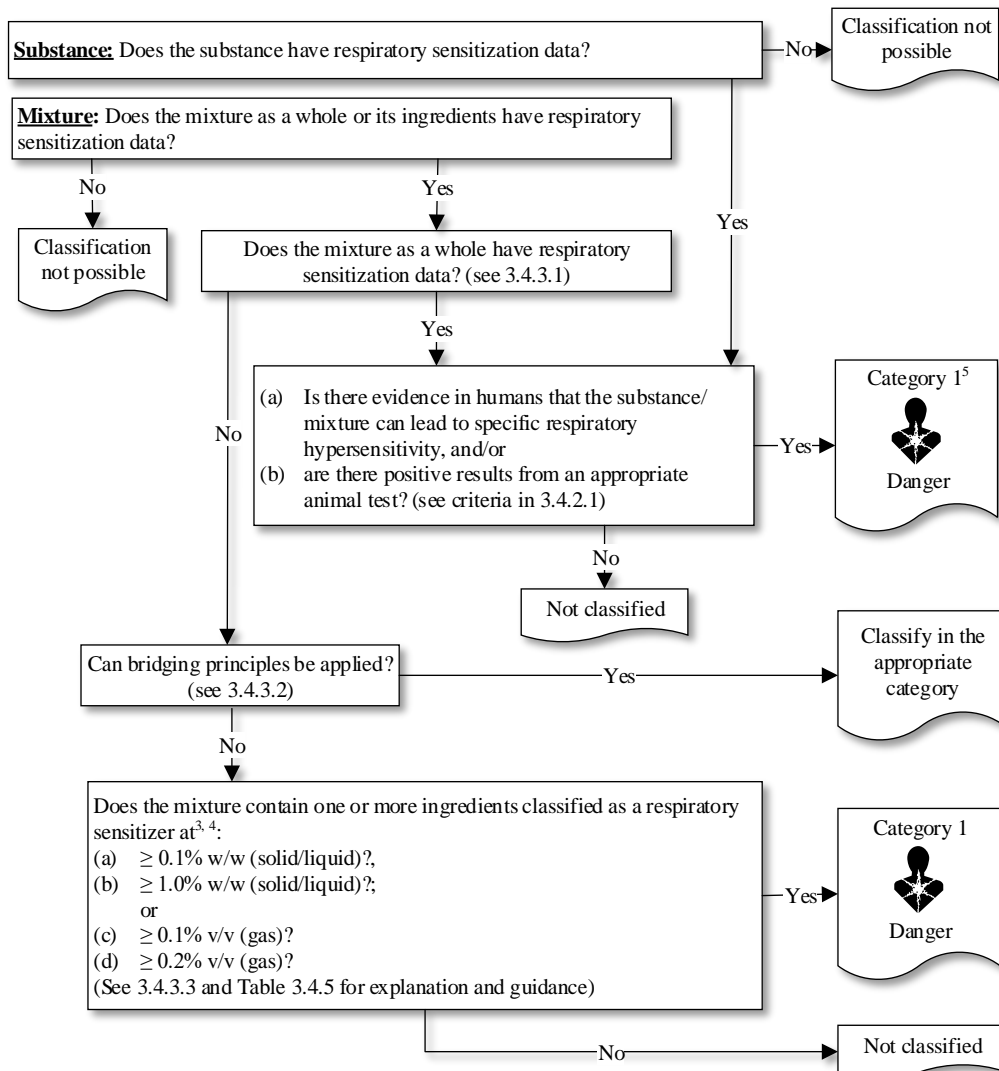 Substance: Does the substance have respiratory sensitization data?
No
Classification not
possible
Mixture: Does the mixture as a whole or its ingredients have respiratory
sensitization data?
No
Yes
Yes
Classification
not possible
Does the mixture as a whole have respiratory
sensitization data? (see 3.4.3.1)
Yes
No
(a) Is there evidence in humans that the substance/
mixture can lead to specific respiratory
hypersensitivity, and/or
(b) are there positive results from an appropriate
animal test? (see criteria in 3.4.2.1)
Yes
Category 1⁵
Danger
No
Not classified
Can bridging principles be applied?
(see 3.4.3.2)
Yes
Classify in the
appropriate
category
No
Does the mixture contain one or more ingredients classified as a respiratory
sensitizer at³, ⁴:
(a) ≥ 0.1% w/w (solid/liquid)?,
(b) ≥ 1.0% w/w (solid/liquid)?;
or
(c) ≥ 0.1% v/v (gas)?
(d) ≥ 0.2% v/v (gas)?
(See 3.4.3.3 and Table 3.4.5 for explanation and guidance)
Yes
Category 1
Danger
No
Not classified